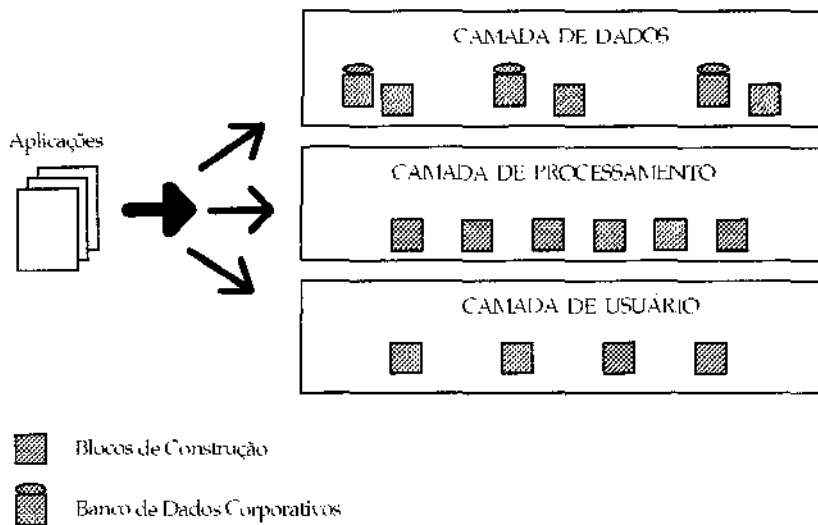 CAMADA DE DADOS
Aplicações
CAMADA DE PROCESSAMENTO
CAMADA DE USUÁRIO
Blocos de Construção
Banco de Dados Corporativos